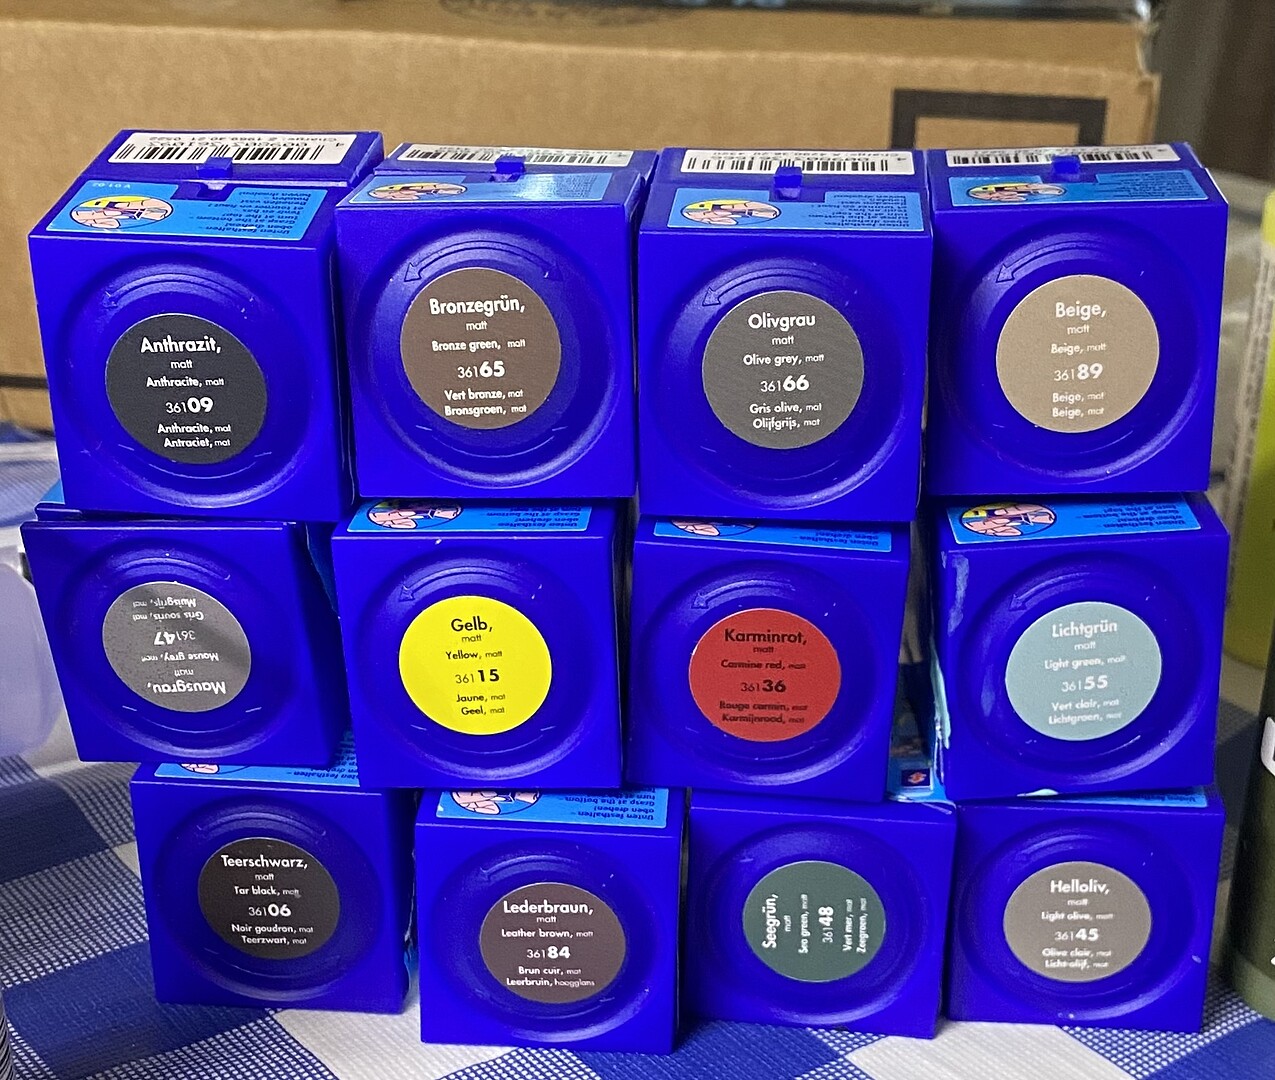 Anthrazit,
matt
Anthracite, matt
36109
Anthracite, mat
Antraciet, mat
Bronzegrün,
matt
Bronze green, matt
36165
Vert bronze, mat
Bronsgroen, mat
Olivgrau
matt
Olive grey, matt
36166
Gris olive, mat
Olijfgrijs, mat
Beige,
matt
Beige, matt
36189
Beige, mat
Beige, mat
Mausgrau,
matt
Mouse grey, matt
36147
Gris souris, mat
Muisgrijs, mat
Gelb,
matt
Yellow, matt
36115
Jaune, mat
Geel, mat
Karminrot,
matt
Carmine red, matt
36136
Rouge carmin, mat
Karmijnrood, mat
Lichtgrün
matt
Light green, matt
36155
Vert clair, mat
Lichtgroen, mat
Teerschwarz,
matt
Tar black, matt
36106
Noir goudron, mat
Teerzwart, mat
Lederbraun,
matt
Leather brown, matt
36184
Brun cuir, mat
Leerbruin, hoogglans
Seegrün,
matt
Sea green, matt
36148
Vert mer, mat
Zeegroen, mat
Helloliv,
matt
Light olive, matt
36145
Olive clair, mat
Licht olijf, mat